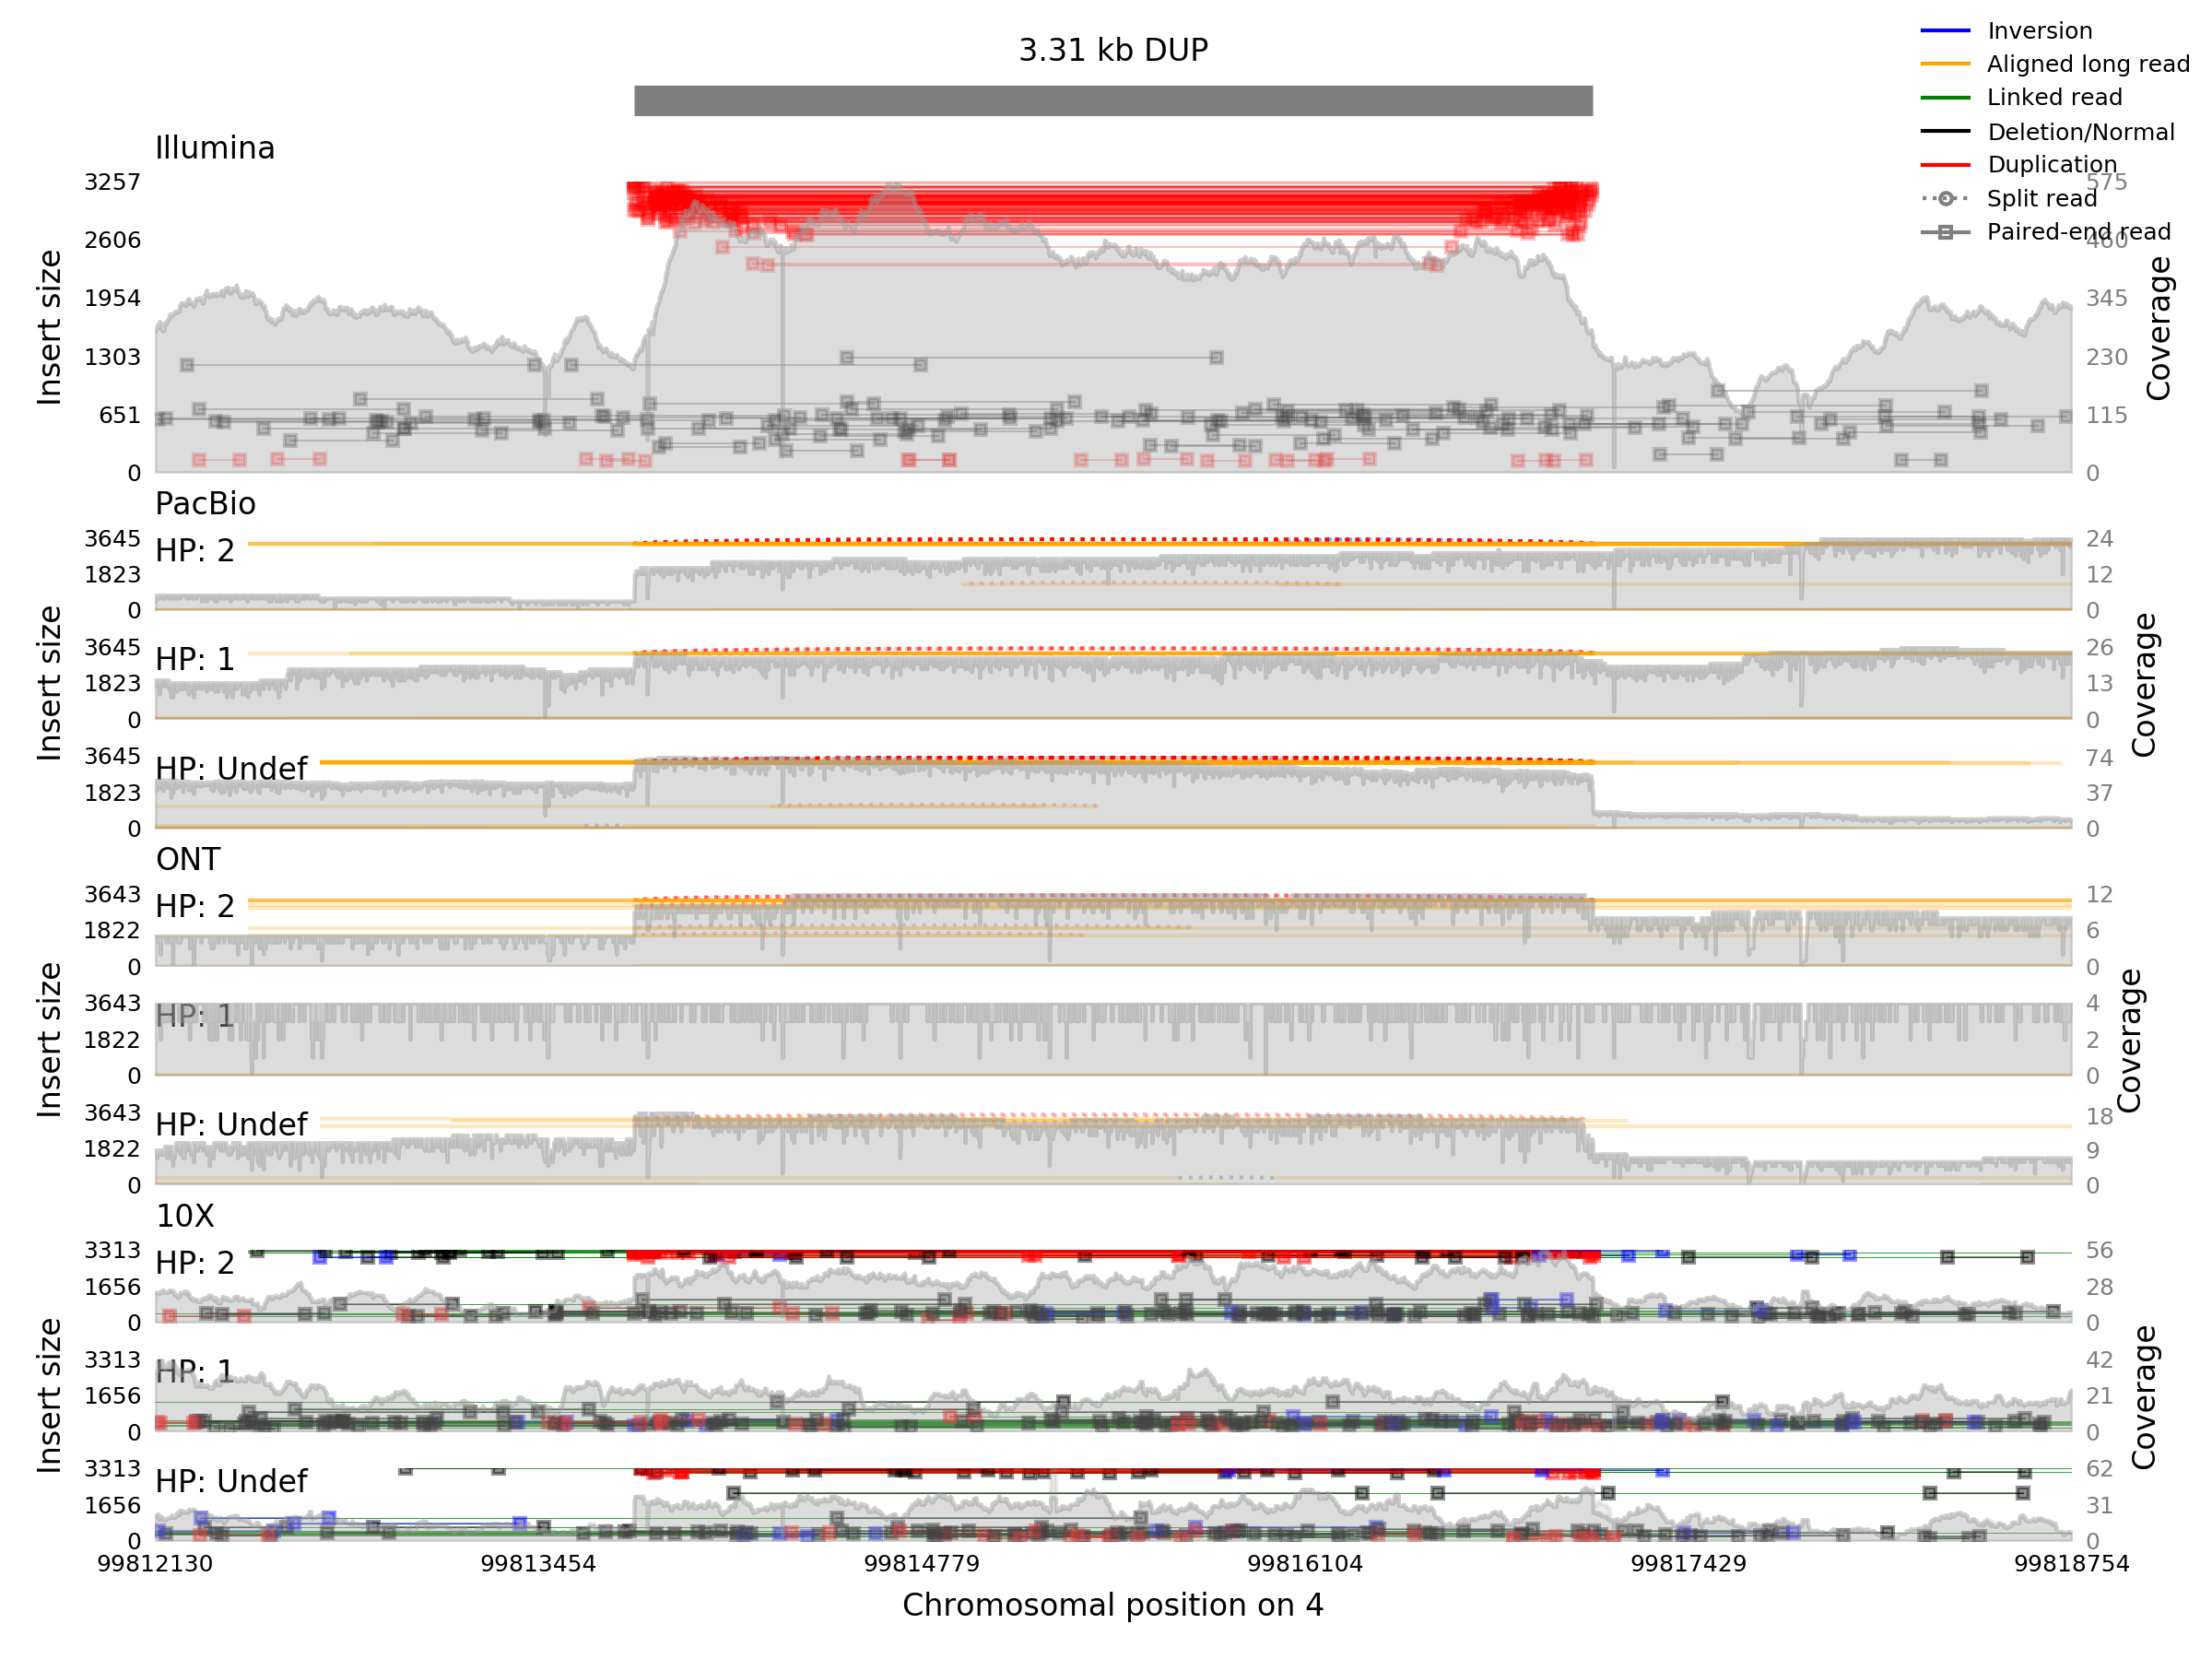 3.31 kb DUP
Inversion
Aligned long read
Linked read
Deletion/Normal
Duplication
Split read
Paired-end read
Illumina
3257
2606
1954
1303
651
0
Insert size
575
460
345
230
115
0
Coverage
PacBio
HP: 2
3645
1823
0
24
12
0
HP: 1
3645
1823
0
26
13
0
HP: Undef
3645
1823
0
74
37
0
Insert size
Coverage
ONT
HP: 2
3643
1822
0
12
6
0
HP: 1
3643
1822
0
4
2
0
HP: Undef
3643
1822
0
18
9
0
Insert size
Coverage
10X
HP: 2
3313
1656
0
56
28
0
HP: 1
3313
1656
0
42
21
0
HP: Undef
3313
1656
0
62
31
0
Insert size
Coverage
99812130 99813454 99814779 99816104 99817429 99818754
Chromosomal position on 4